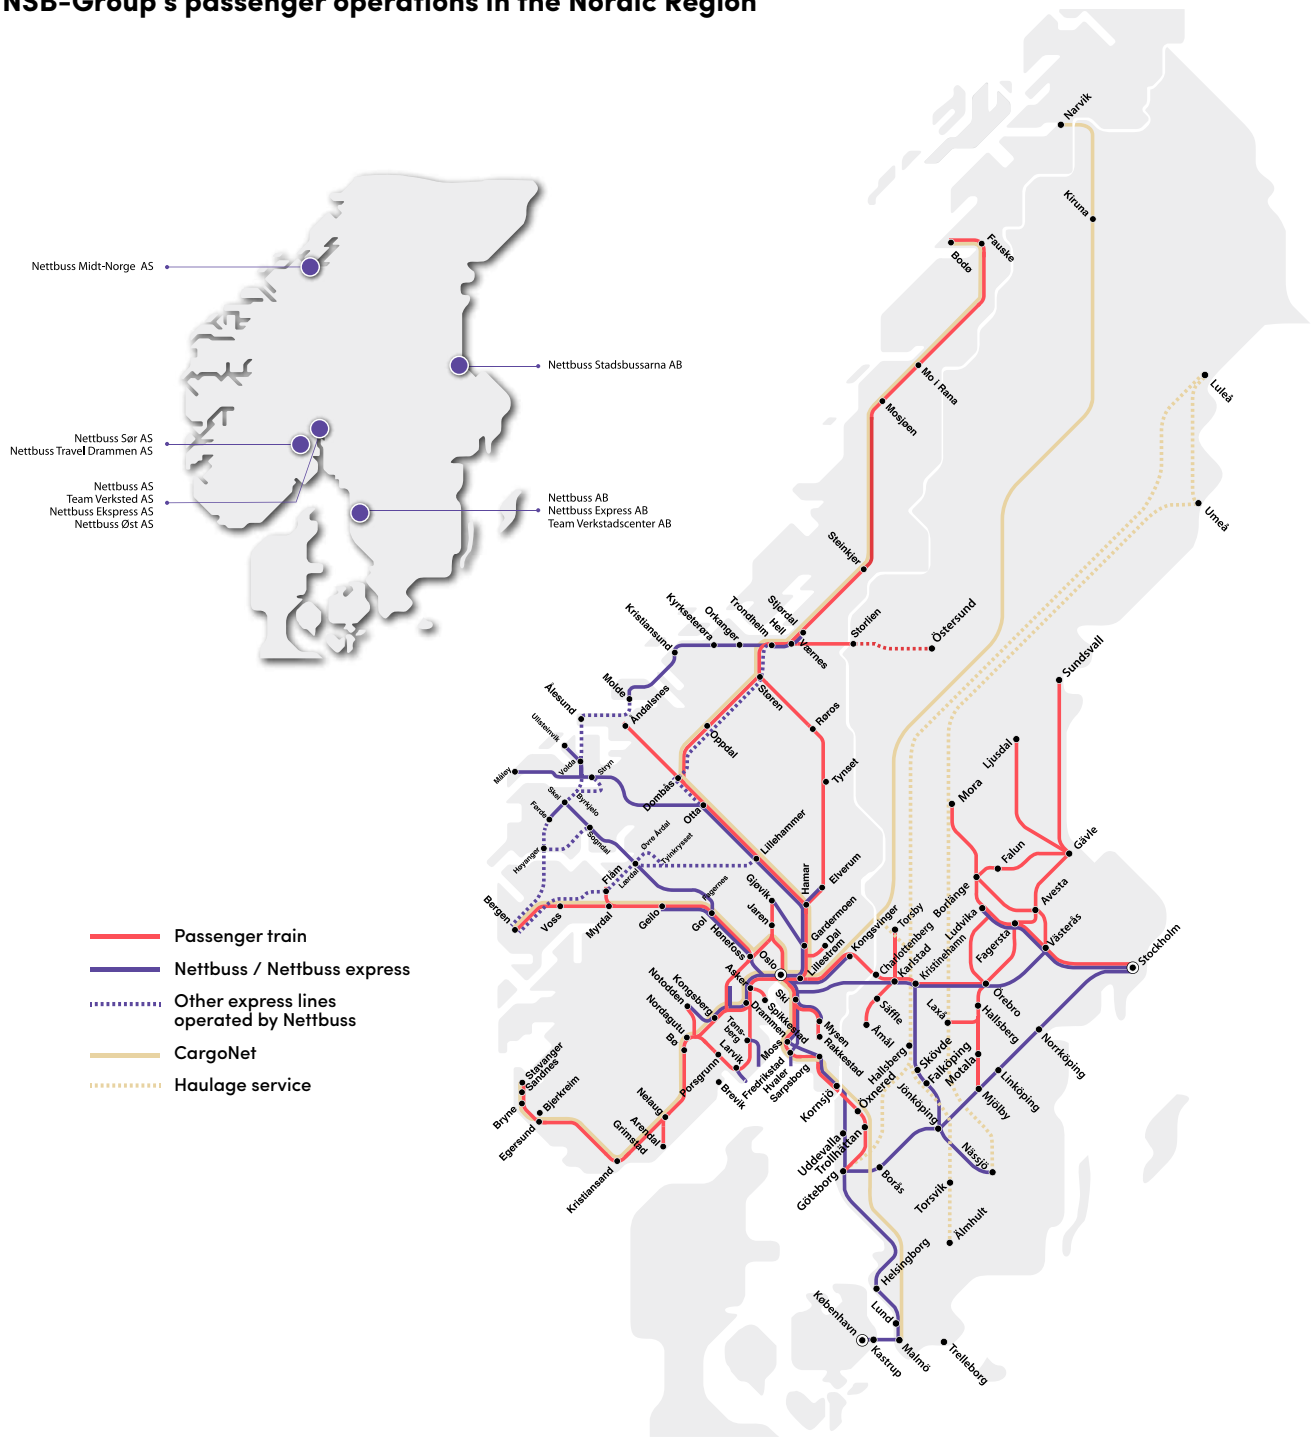 NSB-Group's passenger operations in the Nordic Region
Nettbuss Midt-Norge AS
Nettbuss Stadsbussarna AB
Nettbuss Sør AS
Nettbuss Travel Drammen AS
Nettbuss AS
Team Verksted AS
Nettbuss Ekspress AS
Nettbuss Øst AS
Nettbuss AB
Nettbuss Express AB
Team Verkstadscenter AB
Passenger train
Nettbuss / Nettbuss express
Other express lines
operated by Nettbuss
CargoNet
Haulage service
Narvik
Kiruna
Fauske
Bodø
Mo i Rana
Mosjøen
Luleå
Umeå
Steinkjer
Stjørdal
Hell
Værnes
Trondheim
Orkanger
Kyrkseterøra
Kristiansund
Storlien
Östersund
Molde
Åndalsnes
Ålesund
Støren
Røros
Oppdal
Tynset
Sundsvall
Ljusdal
Mora
Ulsteinvik
Volda
Stryn
Måløy
Dombås
Otta
Skei
Byrkjelo
Førde
Sogndal
Høyanger
Øvre Årdal
Tyinkrysset
Lærdal
Flåm
Fagernes
Lillehammer
Gjøvik
Jaren
Hamar
Elverum
Gävle
Falun
Borlänge
Avesta
Bergen
Voss
Myrdal
Geilo
Gol
Hønefoss
Gardermoen
Dal
Kongsvinger
Torsby
Ludvika
Fagersta
Västerås
Stockholm
Oslo
Lillestrøm
Charlottenberg
Karlstad
Kristinehamn
Örebro
Asker
Kongsberg
Notodden
Nordagutu
Bø
Spikkestad
Drammen
Ski
Tøns-
berg
Larvik
Porsgrunn
Brevik
Moss
Fredrikstad
Hvaler
Sarpsborg
Mysen
Rakkestad
Säffle
Åmål
Laxå
Hallsberg
Hallsberg
Skövde
Falköping
Motala
Norrköping
Linköping
Mjölby
Jönköping
Kornsjö
Öxnered
Uddevalla
Trollhättan
Göteborg
Borås
Nässjö
Torsvik
Älmhult
Stavanger
Sandnes
Bryne
Bjerkreim
Egersund
Kristiansand
Nelaug
Arendal
Grimstad
Helsingborg
Lund
København
Kastrup
Malmö
Trelleborg